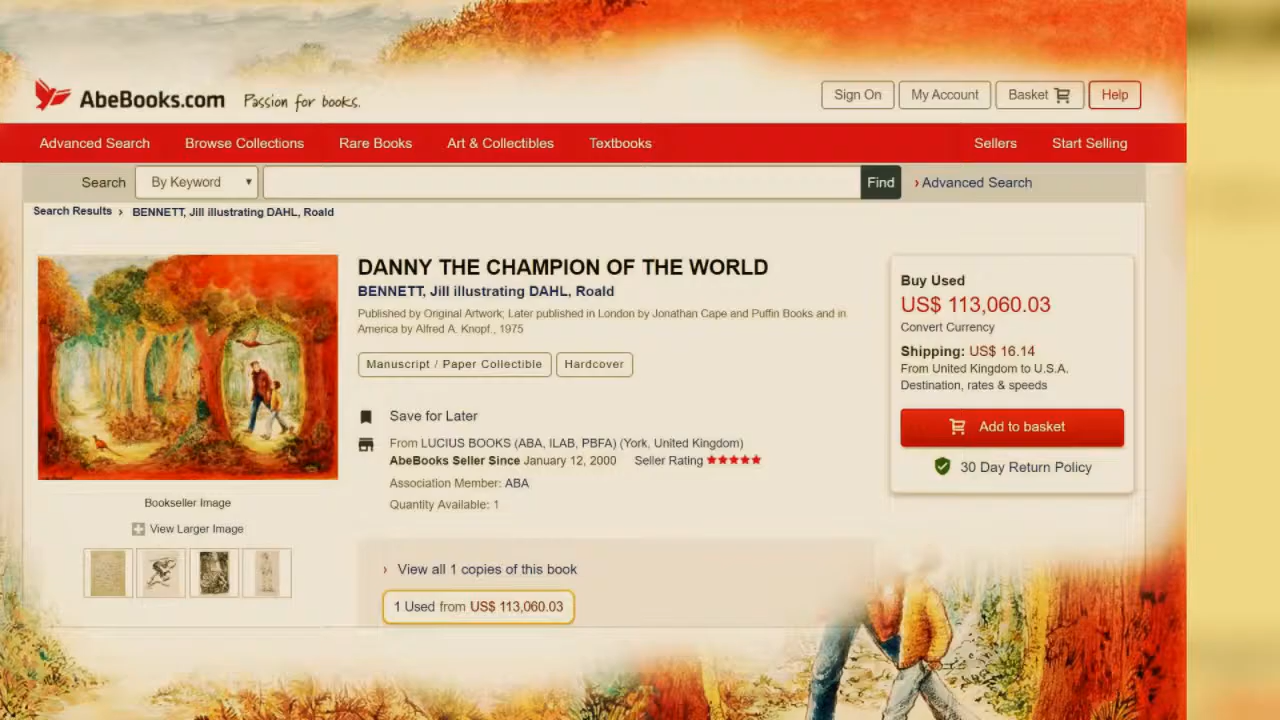 AbeBooks.com Passion for books.
Sign On My Account Basket Help
Advanced Search Browse Collections Rare Books Art & Collectibles Textbooks Sellers Start Selling
Search By Keyword Find › Advanced Search
Search Results › BENNETT, Jill illustrating DAHL, Roald
DANNY THE CHAMPION OF THE WORLD
BENNETT, Jill illustrating DAHL, Roald
Published by Original Artwork; Later published in London by Jonathan Cape and Puffin Books and in
America by Alfred A. Knopf., 1975
Manuscript / Paper Collectible Hardcover
Save for Later
From LUCIUS BOOKS (ABA, ILAB, PBFA) (York, United Kingdom)
AbeBooks Seller Since January 12, 2000 Seller Rating
Association Member: ABA
Quantity Available: 1
Buy Used
US$ 113,060.03
Convert Currency
Shipping: US$ 16.14
From United Kingdom to U.S.A.
Destination, rates & speeds
Add to basket
30 Day Return Policy
Bookseller Image
View Larger Image
› View all 1 copies of this book
1 Used from US$ 113,060.03